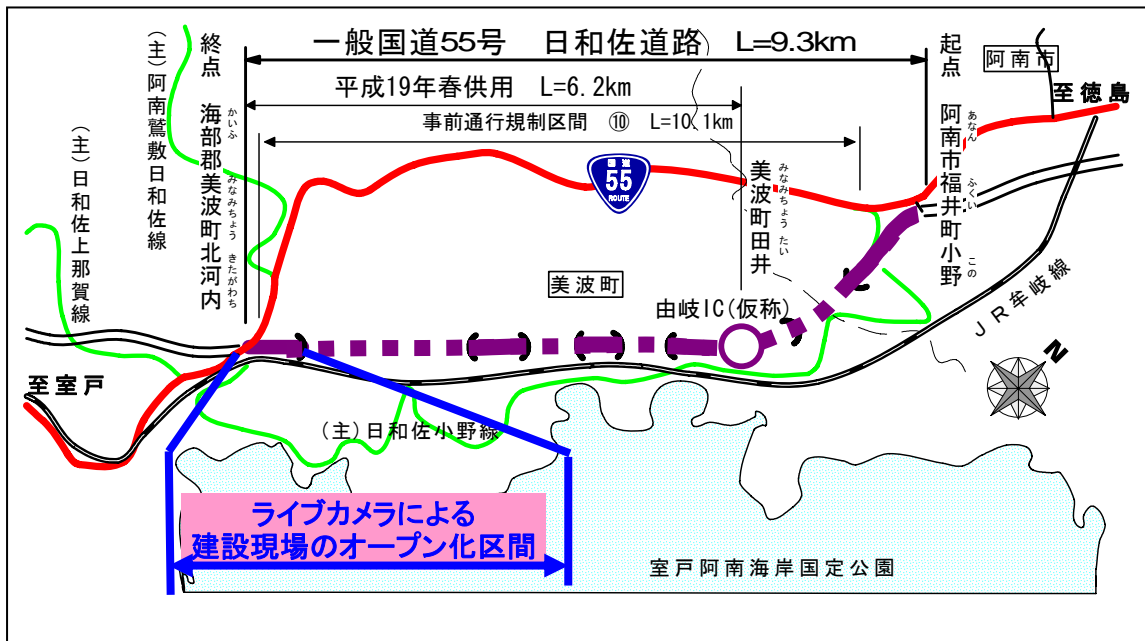 一般国道55号 日和佐道路 L=9.3km
平成19年春供用 L=6.2km
事前通行規制区間 ⑩ L=10.1km
(主)日和佐上那賀線
(主)阿南鷲敷日和佐線
終点 海部郡美波町北河内
かいふ みなみちょう きたがわち
国道
55
ROUTE
美波町田井
みなみちょう たい
起点 阿南市福井町小野
あなん ふくい この
阿南市
至徳島
美波町
由岐IC(仮称)
JR牟岐線
N
至室戸
(主)日和佐小野線
ライブカメラによる
建設現場のオープン化区間
室戸阿南海岸国定公園